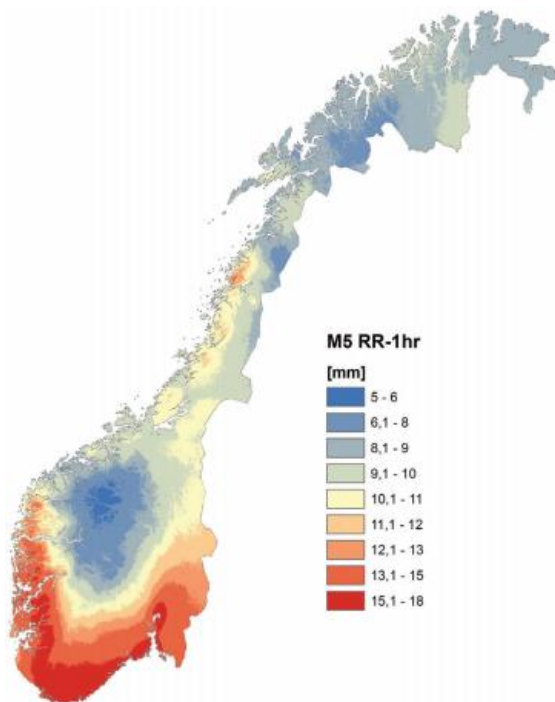 M5 RR-1hr
[mm]
5 - 6
6,1 - 8
8,1 - 9
9,1 - 10
10,1 - 11
11,1 - 12
12,1 - 13
13,1 - 15
15,1 - 18